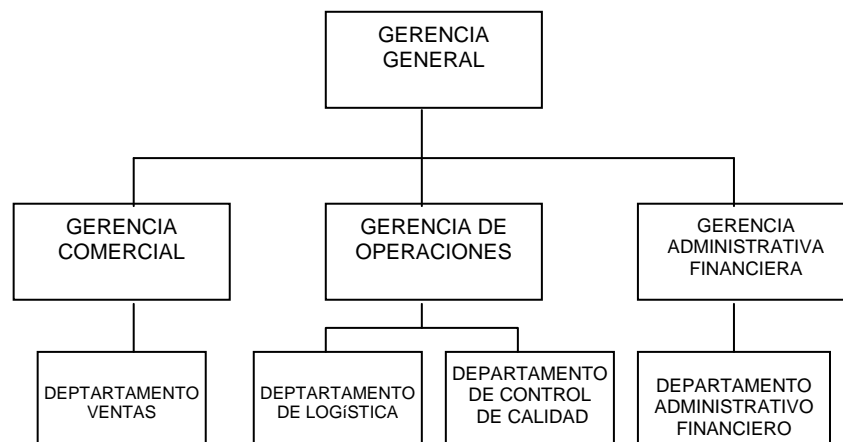 GERENCIA
GENERAL
GERENCIA
COMERCIAL
GERENCIA DE
OPERACIONES
GERENCIA
ADMINISTRATIVA
FINANCIERA
DEPTARTAMENTO
VENTAS
DEPTARTAMENTO
DE LOGíSTICA
DEPARTAMENTO
DE CONTROL
DE CALIDAD
DEPARTAMENTO
ADMINISTRATIVO
FINANCIERO